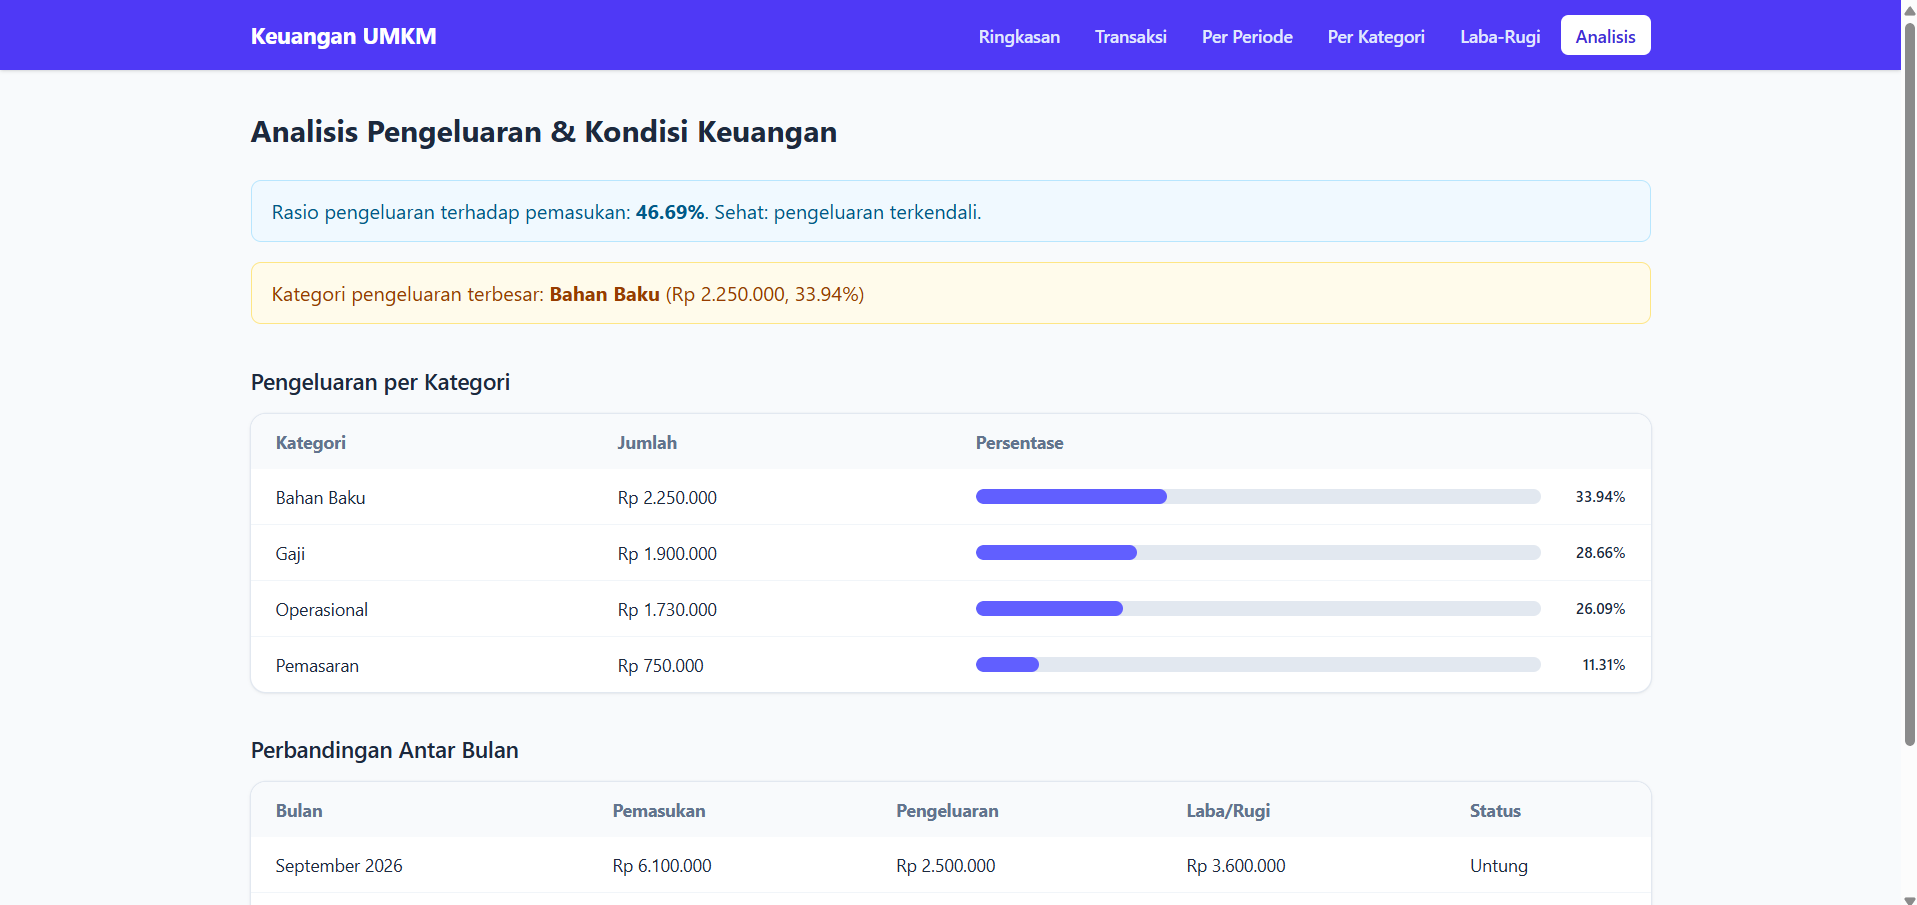 Keuangan UMKM
Ringkasan Transaksi Per Periode Per Kategori Laba-Rugi Analisis
Analisis Pengeluaran & Kondisi Keuangan
Rasio pengeluaran terhadap pemasukan: 46.69%. Sehat: pengeluaran terkendali.
Kategori pengeluaran terbesar: Bahan Baku (Rp 2.250.000, 33.94%)
Pengeluaran per Kategori
Kategori Jumlah Persentase
Bahan Baku Rp 2.250.000 33.94%
Gaji Rp 1.900.000 28.66%
Operasional Rp 1.730.000 26.09%
Pemasaran Rp 750.000 11.31%
Perbandingan Antar Bulan
Bulan Pemasukan Pengeluaran Laba/Rugi Status
September 2026 Rp 6.100.000 Rp 2.500.000 Rp 3.600.000 Untung